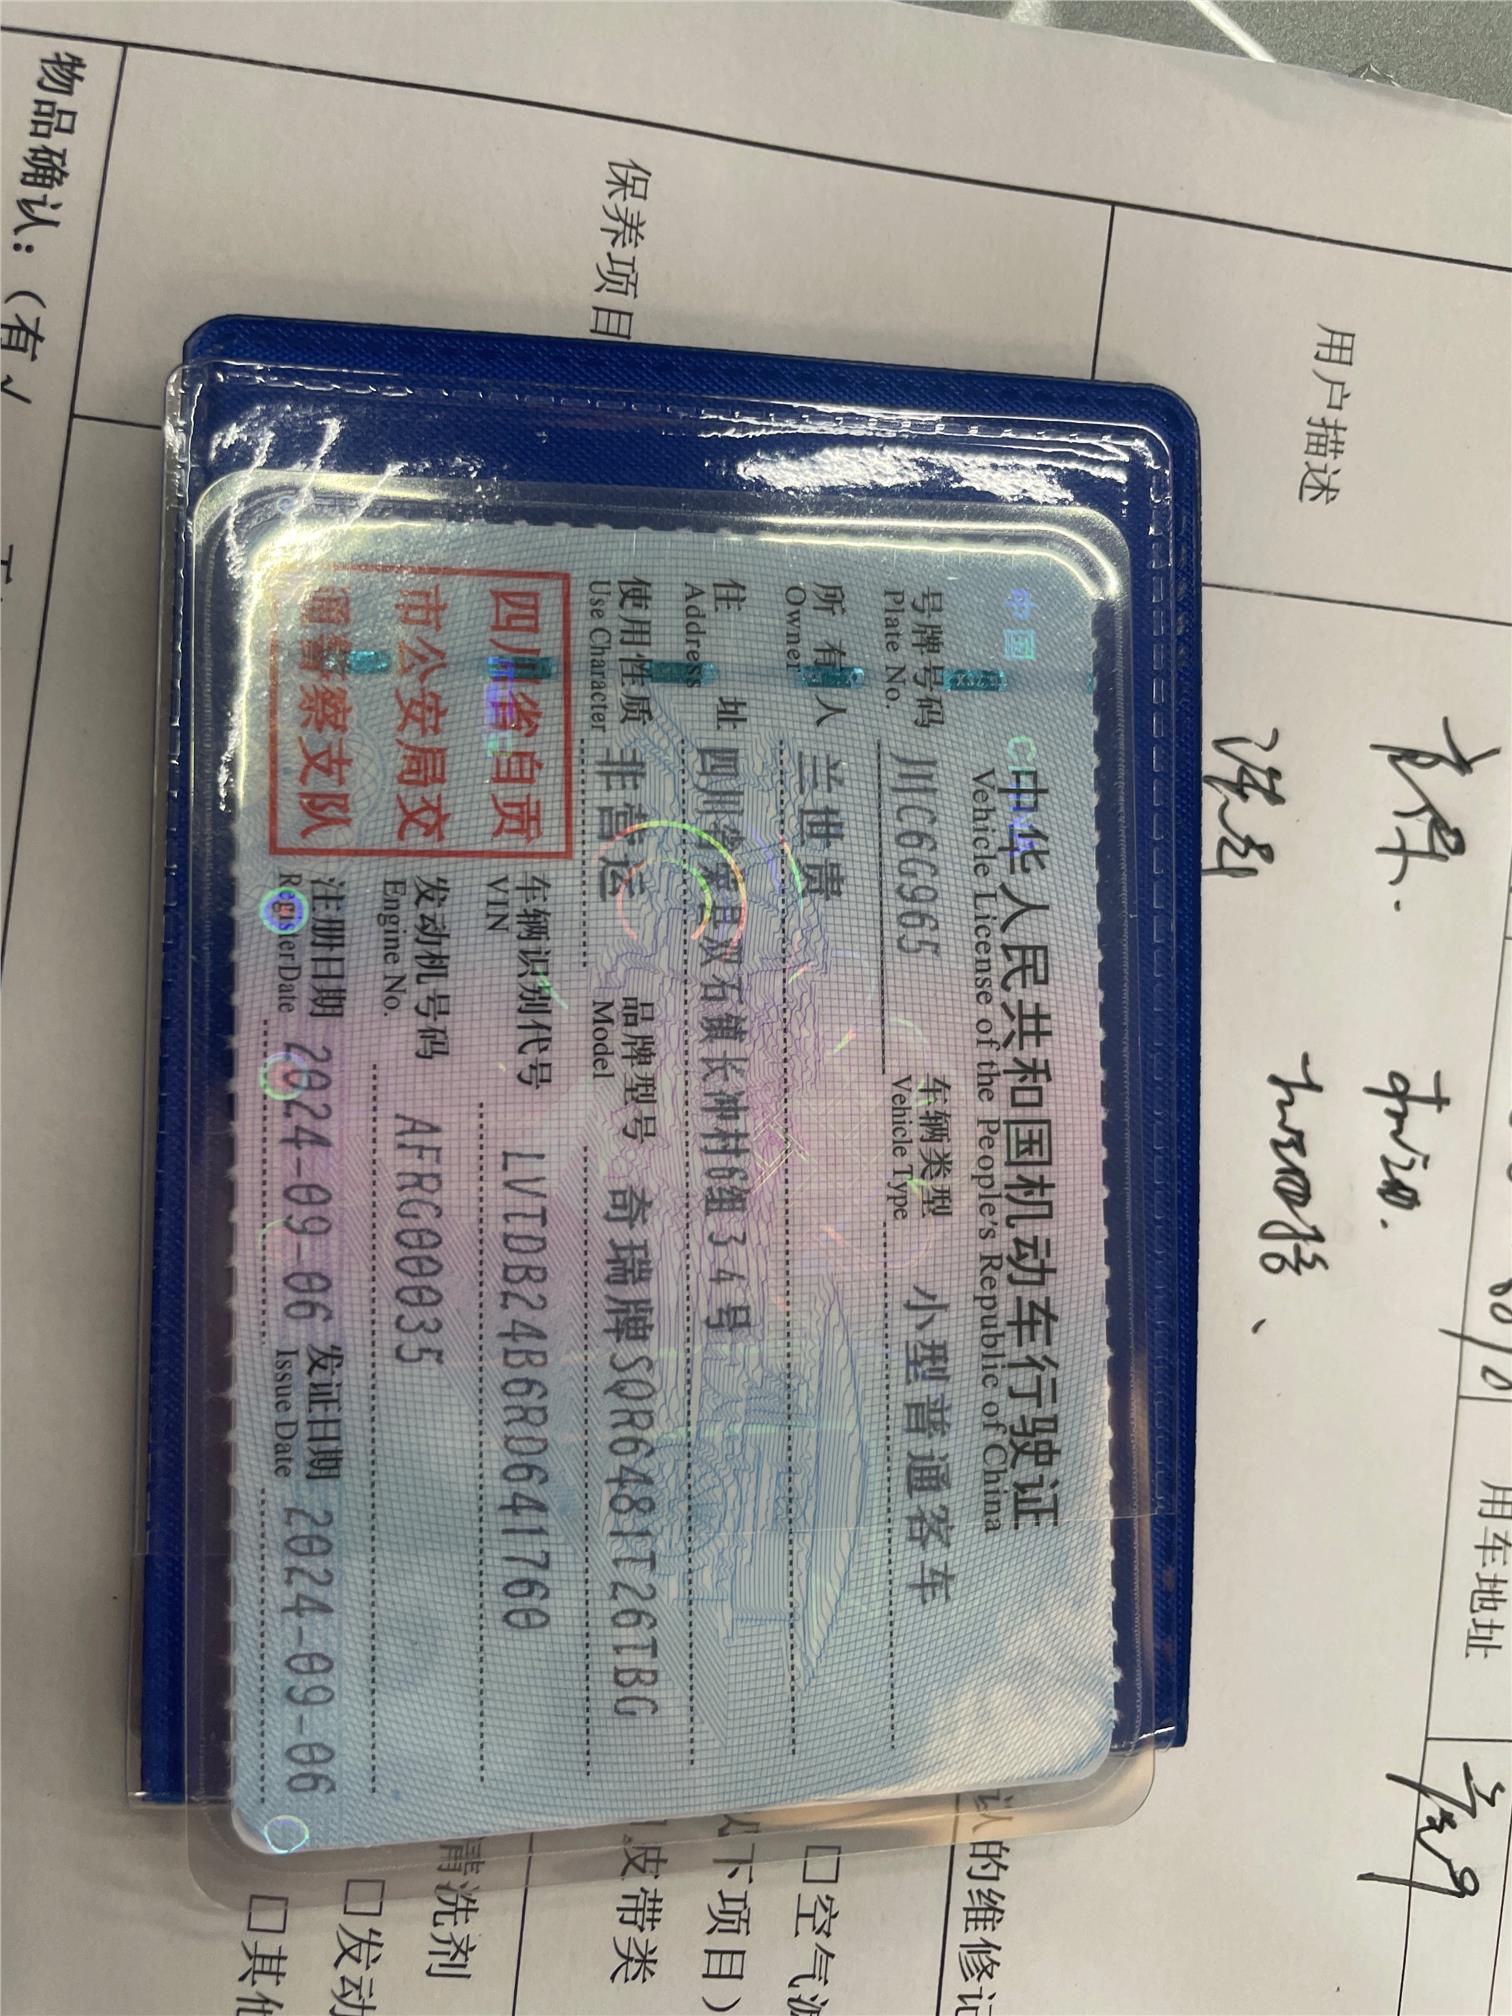 用户描述
用车地址
保养项目
物品确认：（有√
认的维修记
□空气滤
以下项目）
皮带类
清洗剂
□发动
□其他
中国
中华人民共和国机动车行驶证
Vehicle License of the People's Republic of China
号牌号码 川C6G965 车辆类型 小型普通客车
Plate No. Vehicle Type
所有人 兰世贵
Owner
住址 四川省荣县双石镇长冲村6组34号
Address
使用性质 非营运 品牌型号 奇瑞牌SQR6481T26TBG
Use Character Model
四川省自贡
市公安局交
通警察支队
车辆识别代号 LVTDB24B6RD641760
VIN
发动机号码 AFRG00035
Engine No.
注册日期 2024-09-06 发证日期 2024-09-06
Register Date Issue Date